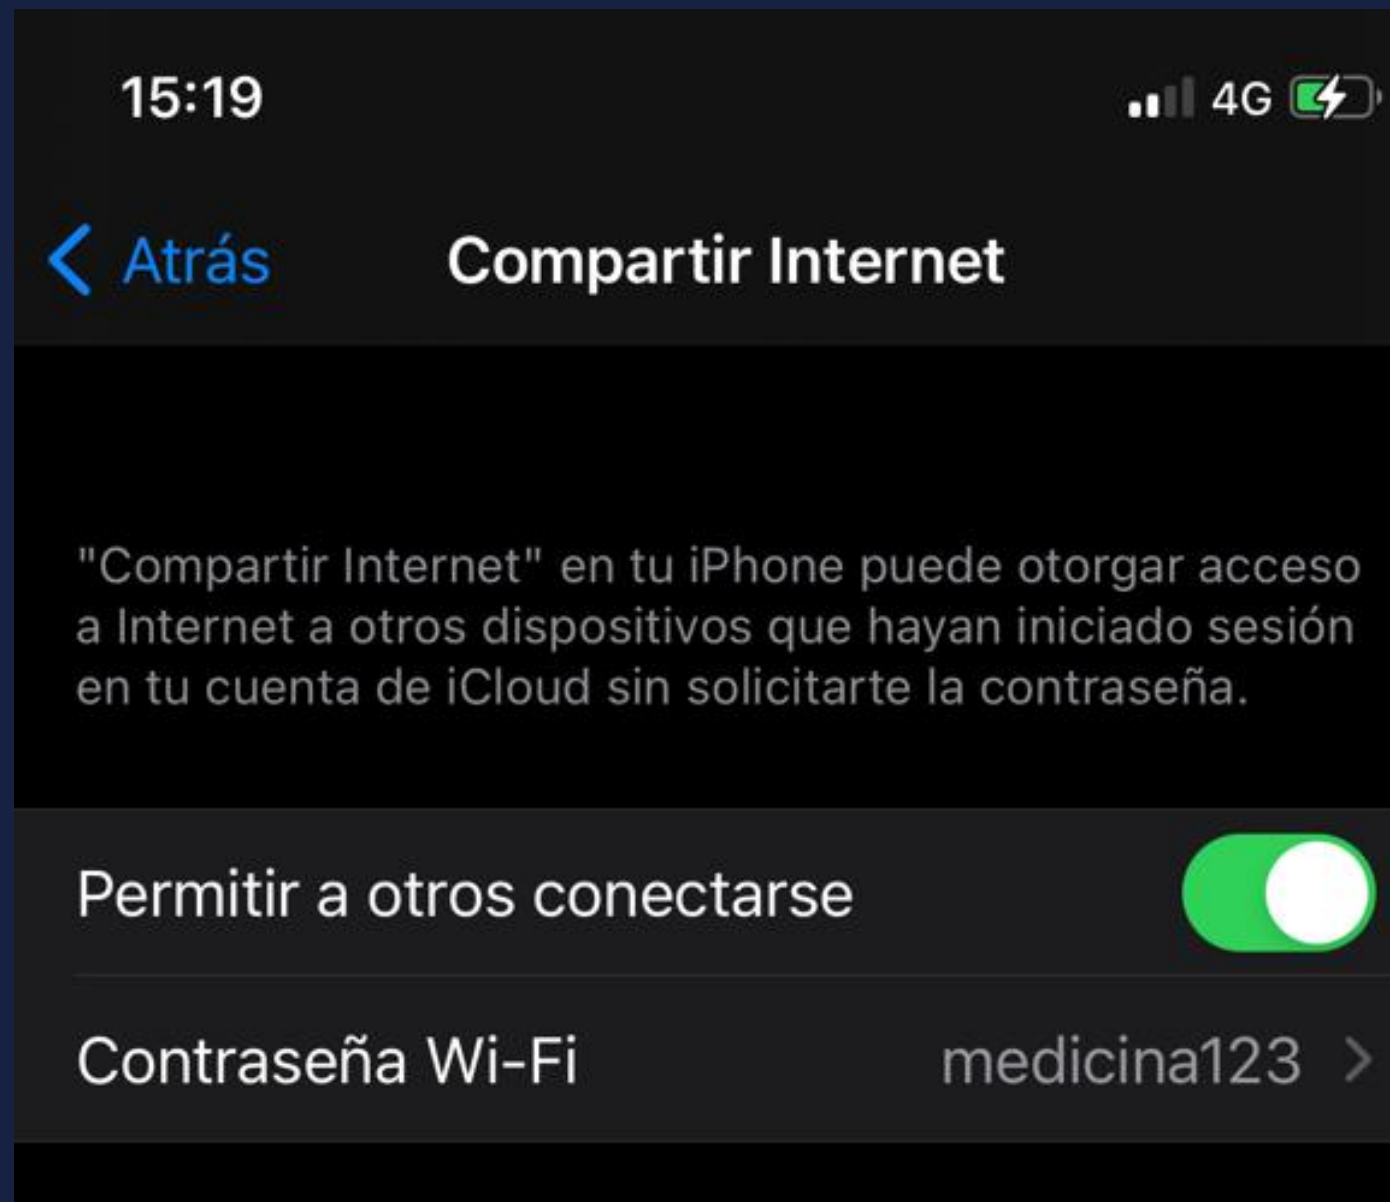 15:19 4G
Atrás Compartir Internet
"Compartir Internet" en tu iPhone puede otorgar acceso
a Internet a otros dispositivos que hayan iniciado sesión
en tu cuenta de iCloud sin solicitarte la contraseña.
Permitir a otros conectarse
Contraseña Wi-Fi medicina123